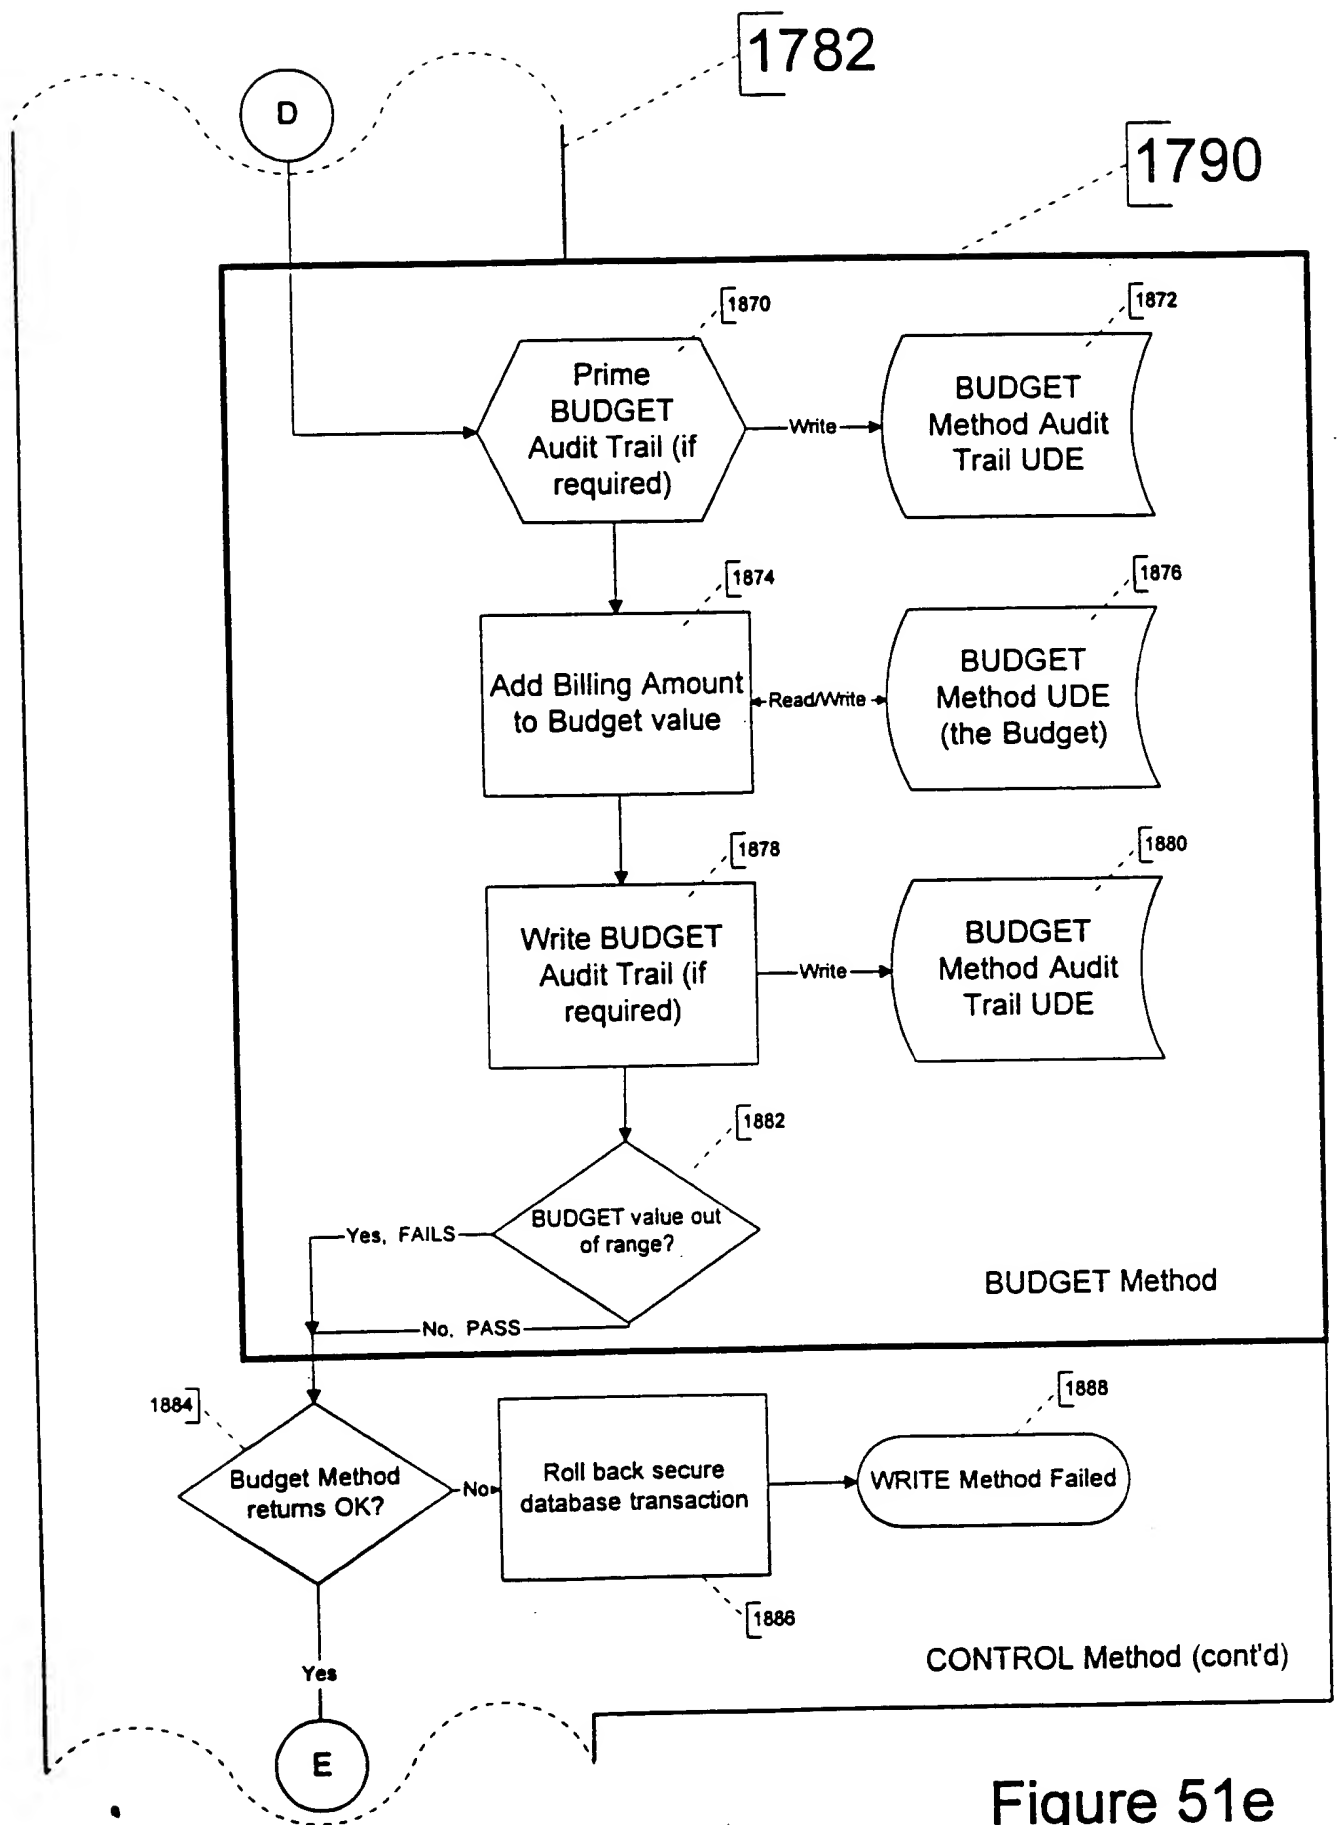 1782
D
1790
1870
1872
Prime
BUDGET
Audit Trail (if
required)
Write
BUDGET
Method Audit
Trail UDE
1874
1876
Add Billing Amount
to Budget value
Read/Write
BUDGET
Method UDE
(the Budget)
1878
1880
Write BUDGET
Audit Trail (if
required)
Write
BUDGET
Method Audit
Trail UDE
1882
BUDGET value out
of range?
Yes, FAILS
BUDGET Method
No, PASS
1884
1888
Budget Method
returns OK?
No
Roll back secure
database transaction
WRITE Method Failed
1886
CONTROL Method (cont'd)
Yes
E
Figure 51e